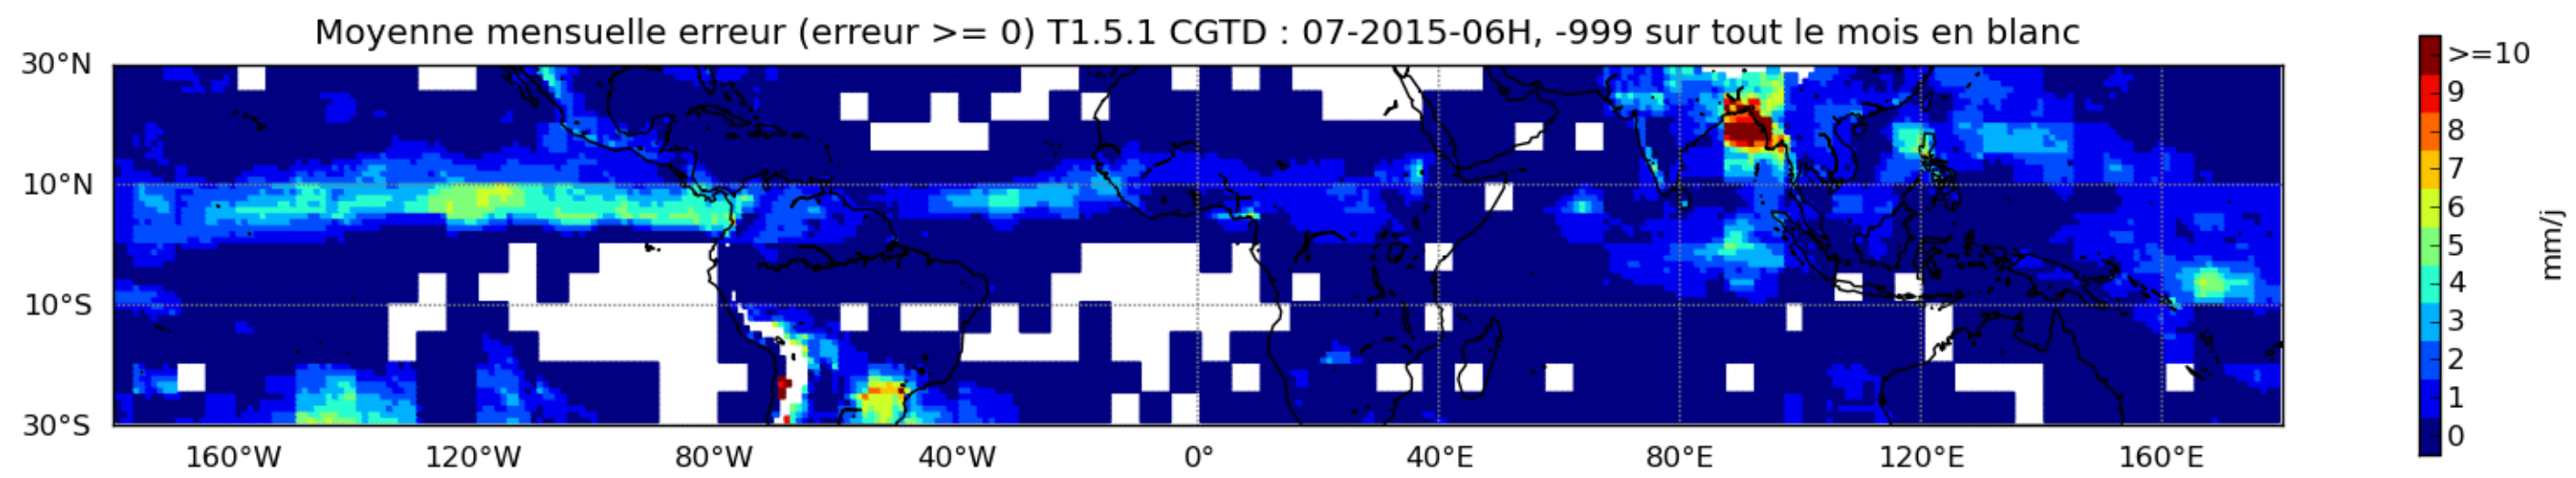 Moyenne mensuelle erreur (erreur >= 0) T1.5.1 CGTD : 07-2015-06H, -999 sur tout le mois en blanc
30°N
10°N
10°S
30°S
160°W 120°W 80°W 40°W 0° 40°E 80°E 120°E 160°E
>=10
9
8
7
6
5
4
3
2
1
0
mm/j